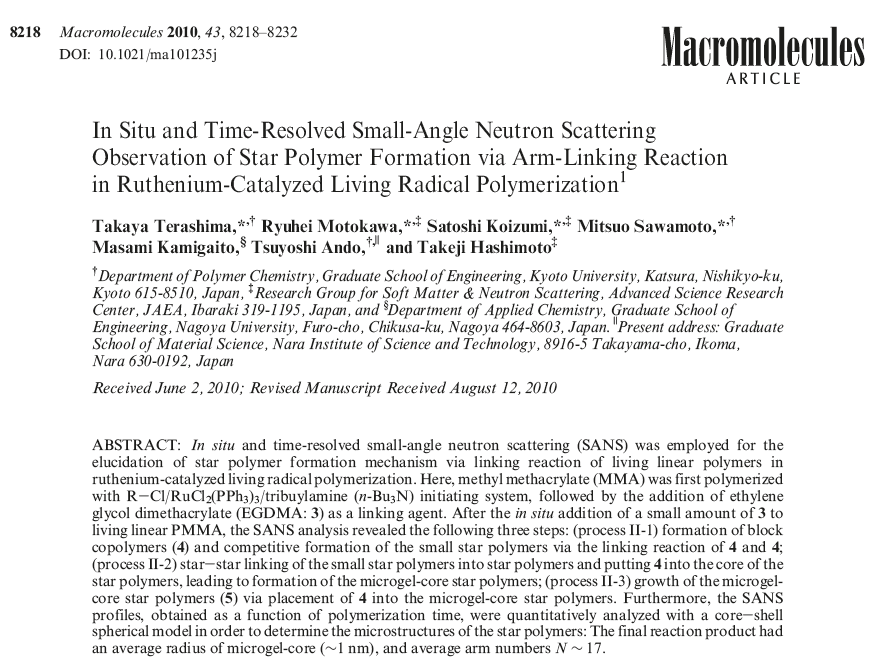 8218 Macromolecules 2010, 43, 8218–8232
DOI: 10.1021/ma101235j
Macromolecules
ARTICLE
In Situ and Time-Resolved Small-Angle Neutron Scattering
Observation of Star Polymer Formation via Arm-Linking Reaction
in Ruthenium-Catalyzed Living Radical Polymerization¹
Takaya Terashima,*,† Ryuhei Motokawa,*,‡ Satoshi Koizumi,*,‡ Mitsuo Sawamoto,*,†
Masami Kamigaito,§ Tsuyoshi Ando,†,∥ and Takeji Hashimoto‡
†Department of Polymer Chemistry, Graduate School of Engineering, Kyoto University, Katsura, Nishikyo-ku,
Kyoto 615-8510, Japan, ‡Research Group for Soft Matter & Neutron Scattering, Advanced Science Research
Center, JAEA, Ibaraki 319-1195, Japan, and §Department of Applied Chemistry, Graduate School of
Engineering, Nagoya University, Furo-cho, Chikusa-ku, Nagoya 464-8603, Japan. ∥Present address: Graduate
School of Material Science, Nara Institute of Science and Technology, 8916-5 Takayama-cho, Ikoma,
Nara 630-0192, Japan
Received June 2, 2010; Revised Manuscript Received August 12, 2010
ABSTRACT: In situ and time-resolved small-angle neutron scattering (SANS) was employed for the
elucidation of star polymer formation mechanism via linking reaction of living linear polymers in
ruthenium-catalyzed living radical polymerization. Here, methyl methacrylate (MMA) was first polymerized
with R−Cl/RuCl₂(PPh₃)₃/tribuylamine (n-Bu₃N) initiating system, followed by the addition of ethylene
glycol dimethacrylate (EGDMA: 3) as a linking agent. After the in situ addition of a small amount of 3 to
living linear PMMA, the SANS analysis revealed the following three steps: (process II-1) formation of block
copolymers (4) and competitive formation of the small star polymers via the linking reaction of 4 and 4;
(process II-2) star−star linking of the small star polymers into star polymers and putting 4 into the core of the
star polymers, leading to formation of the microgel-core star polymers; (process II-3) growth of the microgel-
core star polymers (5) via placement of 4 into the microgel-core star polymers. Furthermore, the SANS
profiles, obtained as a function of polymerization time, were quantitatively analyzed with a core−shell
spherical model in order to determine the microstructures of the star polymers: The final reaction product had
an average radius of microgel-core (∼1 nm), and average arm numbers N ∼ 17.